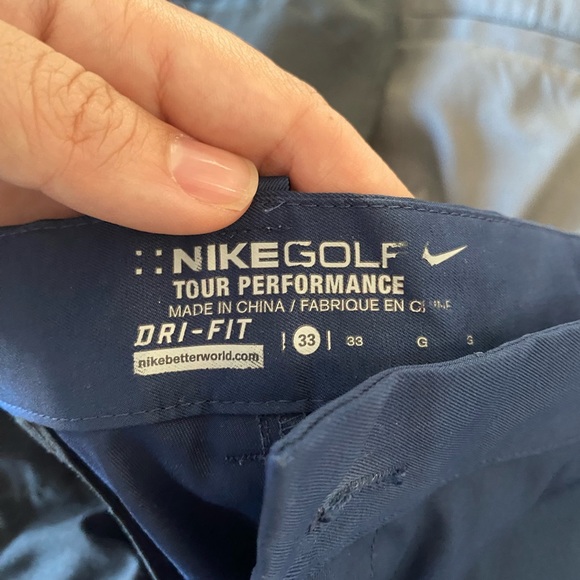 NIKEGOLF
TOUR PERFORMANCE
MADE IN CHINA / FABRIQUE EN
DRI-FIT
33 33 G
nikebetterworld.com